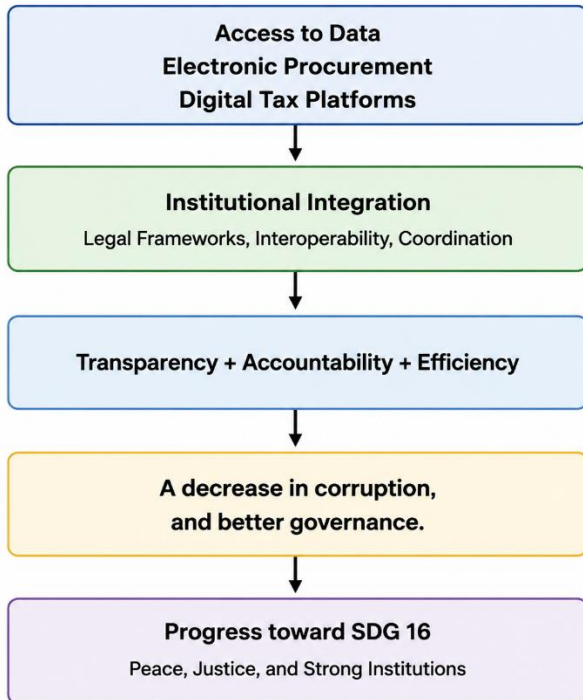 Access to Data
Electronic Procurement
Digital Tax Platforms
Institutional Integration
Legal Frameworks, Interoperability, Coordination
Transparency + Accountability + Efficiency
A decrease in corruption,
and better governance.
Progress toward SDG 16
Peace, Justice, and Strong Institutions